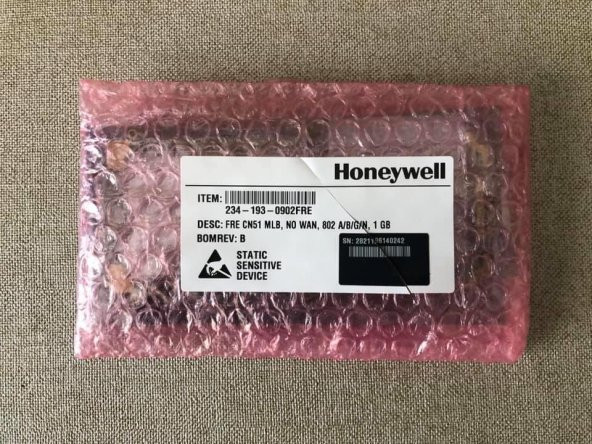 Honeywell
ITEM:
234-193-0902FRE
DESC: FRE CN51 MLB, NO WAN, 802 A/B/G/N, 1 GB
BOMREV: B
STATIC
SENSITIVE
DEVICE